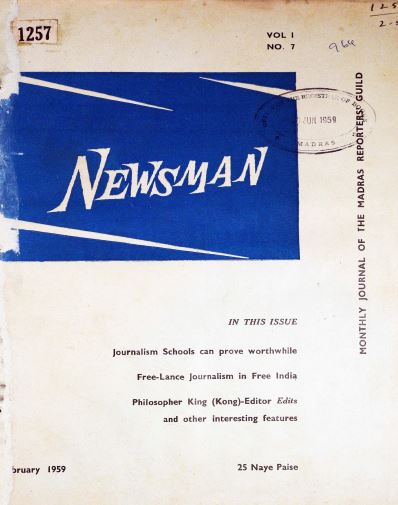 1257
VOL I
NO. 7
JUN 1959
MADRAS
NEWSMAN
MONTHLY JOURNAL OF THE MADRAS REPORTERS' GUILD
IN THIS ISSUE
Journalism Schools can prove worthwhile
Free-Lance Journalism in Free India
Philosopher King (Kong)-Editor Edits
and other interesting features
bruary 1959
25 Naye Paise